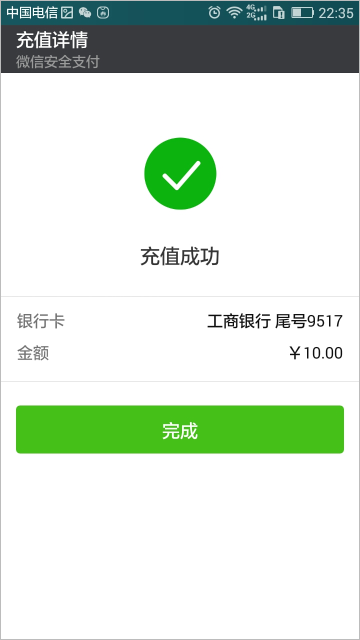 中国电信 4G 2G 22:35
充值详情
微信安全支付
充值成功
银行卡 工商银行 尾号9517
金额 ￥10.00
完成